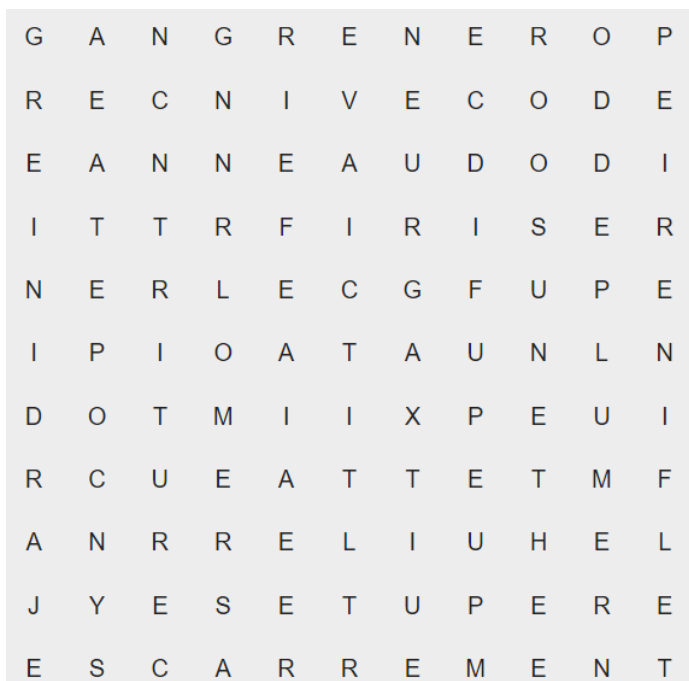 G A N G R E N E R O P
R E C N I V E C O D E
E A N N E A U D O D I
I T T R F I R I S E R
N E R L E C G F U P E
I P I O A T A U N L N
D O T M I I X P E U I
R C U E A T T E T M F
A N R R E L I U H E L
J Y E S E T U P E R E
E S C A R R E M E N T